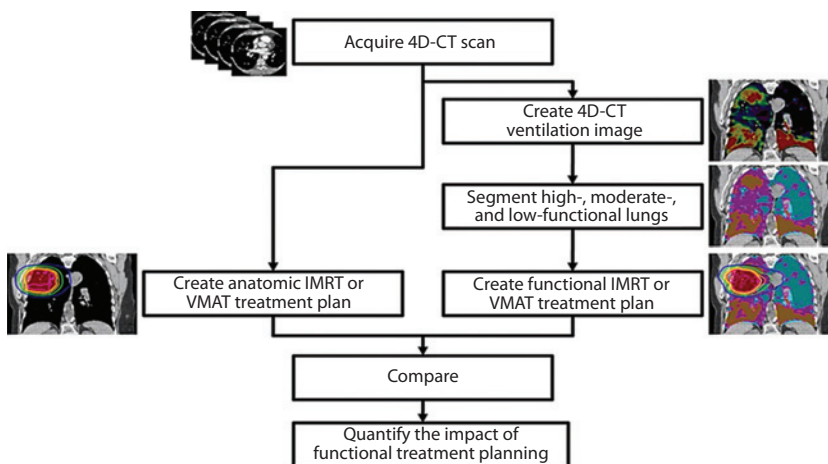 Acquire 4D-CT scan
Create 4D-CT
ventilation image
Segment high-, moderate-,
and low-functional lungs
Create anatomic IMRT or
VMAT treatment plan
Create functional IMRT or
VMAT treatment plan
Compare
Quantify the impact of
functional treatment planning